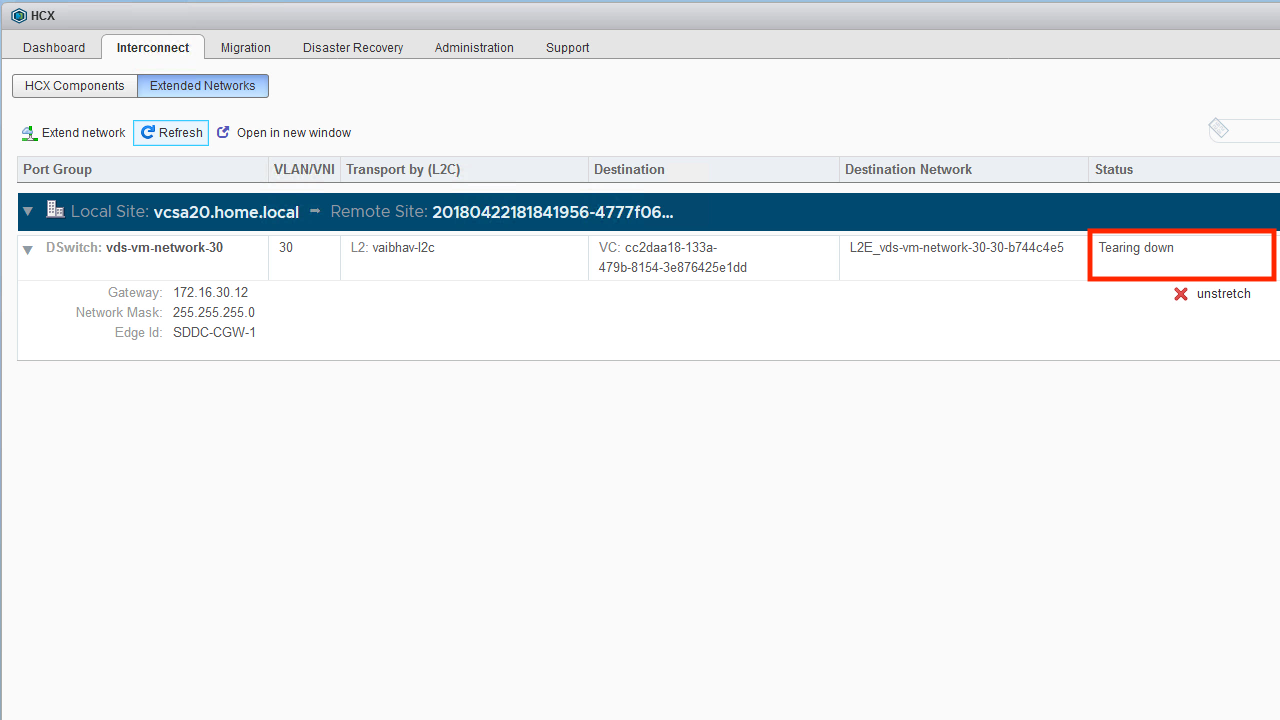 HCX
Dashboard Interconnect Migration Disaster Recovery Administration Support
HCX Components Extended Networks
Extend network Refresh Open in new window
Port Group VLAN/VNI Transport by (L2C) Destination Destination Network Status
Local Site: vcsa20.home.local Remote Site: 20180422181841956-4777f06...
DSwitch: vds-vm-network-30 30 L2: vaibhav-l2c VC: cc2daa18-133a- L2E_vds-vm-network-30-30-b744c4e5 Tearing down
479b-8154-3e876425e1dd
Gateway: 172.16.30.12 unstretch
Network Mask: 255.255.255.0
Edge Id: SDDC-CGW-1